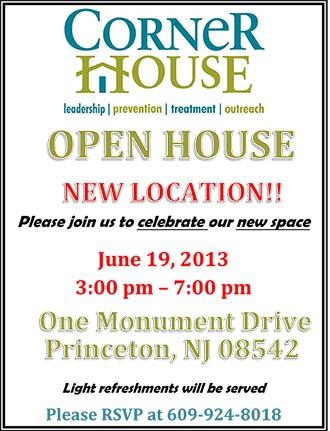 CORNeR
HOUSE
leadership | prevention | treatment | outreach
OPEN HOUSE
NEW LOCATION!!
Please join us to celebrate our new space
June 19, 2013
3:00 pm – 7:00 pm
One Monument Drive
Princeton, NJ 08542
Light refreshments will be served
Please RSVP at 609-924-8018